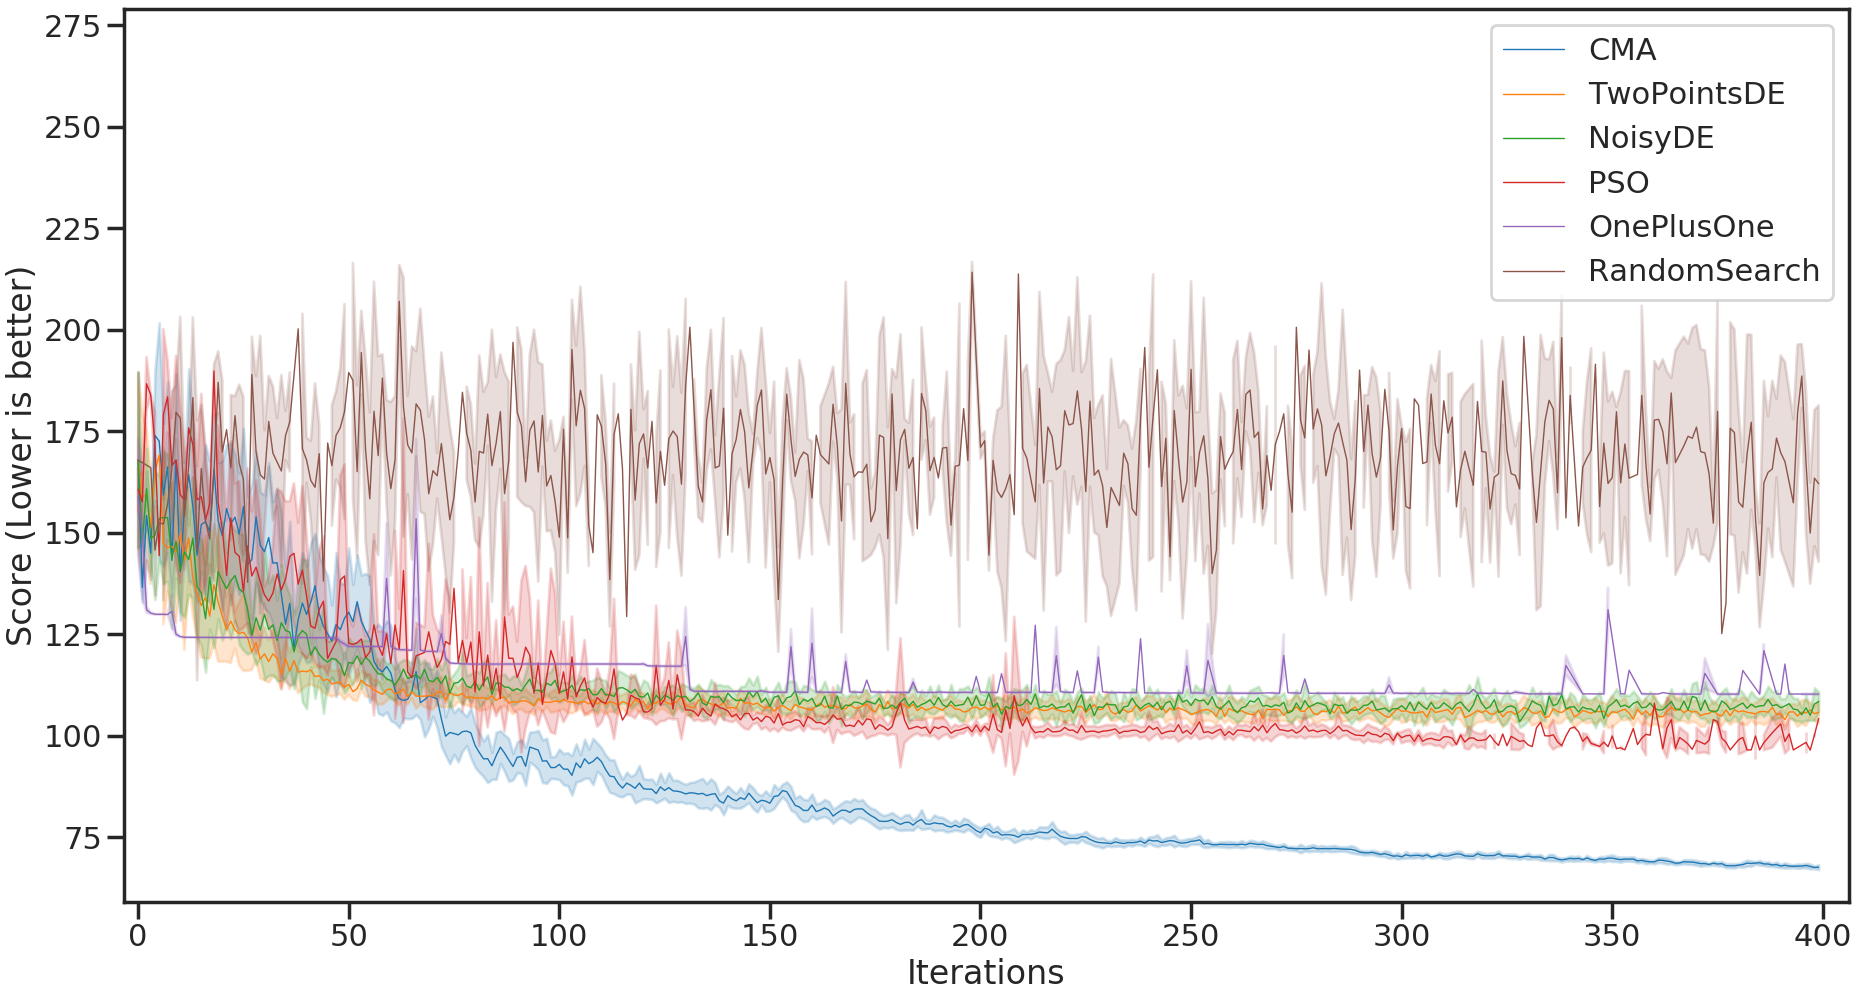 Score (Lower is better)
275
250
225
200
175
150
125
100
75
CMA
TwoPointsDE
NoisyDE
PSO
OnePlusOne
RandomSearch
0 50 100 150 200 250 300 350 400
Iterations